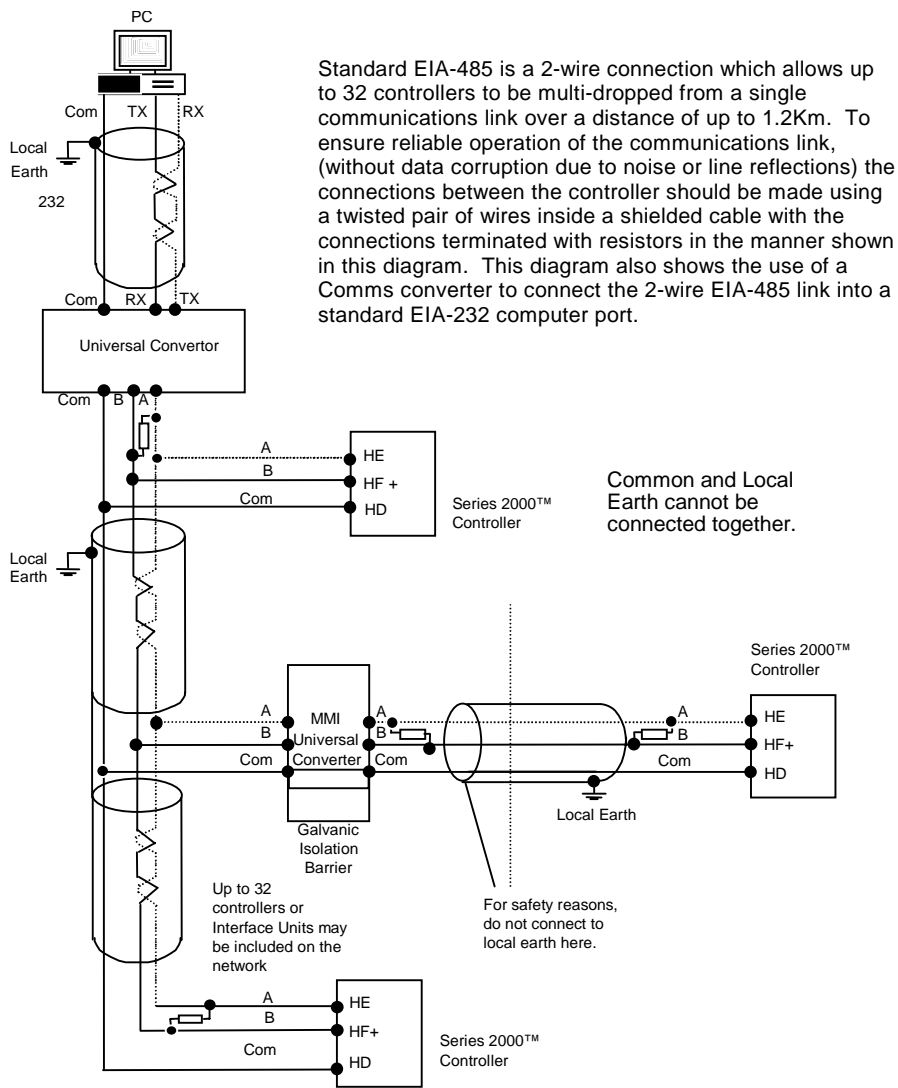 PC
Com TX RX
Local
Earth
232
Standard EIA-485 is a 2-wire connection which allows up
to 32 controllers to be multi-dropped from a single
communications link over a distance of up to 1.2Km. To
ensure reliable operation of the communications link,
(without data corruption due to noise or line reflections) the
connections between the controller should be made using
a twisted pair of wires inside a shielded cable with the
connections terminated with resistors in the manner shown
in this diagram. This diagram also shows the use of a
Comms converter to connect the 2-wire EIA-485 link into a
standard EIA-232 computer port.
Com RX TX
Universal Convertor
Com B A
A
B
Com
HE
HF +
HD
Series 2000™
Controller
Common and Local
Earth cannot be
connected together.
Local
Earth
A
B
Com
MMI
Universal
Converter
A
B
Com
Galvanic
Isolation
Barrier
Local Earth
For safety reasons,
do not connect to
local earth here.
A
B
Com
Series 2000™
Controller
HE
HF+
HD
Up to 32
controllers or
Interface Units may
be included on the
network
A
B
Com
HE
HF+
HD
Series 2000™
Controller